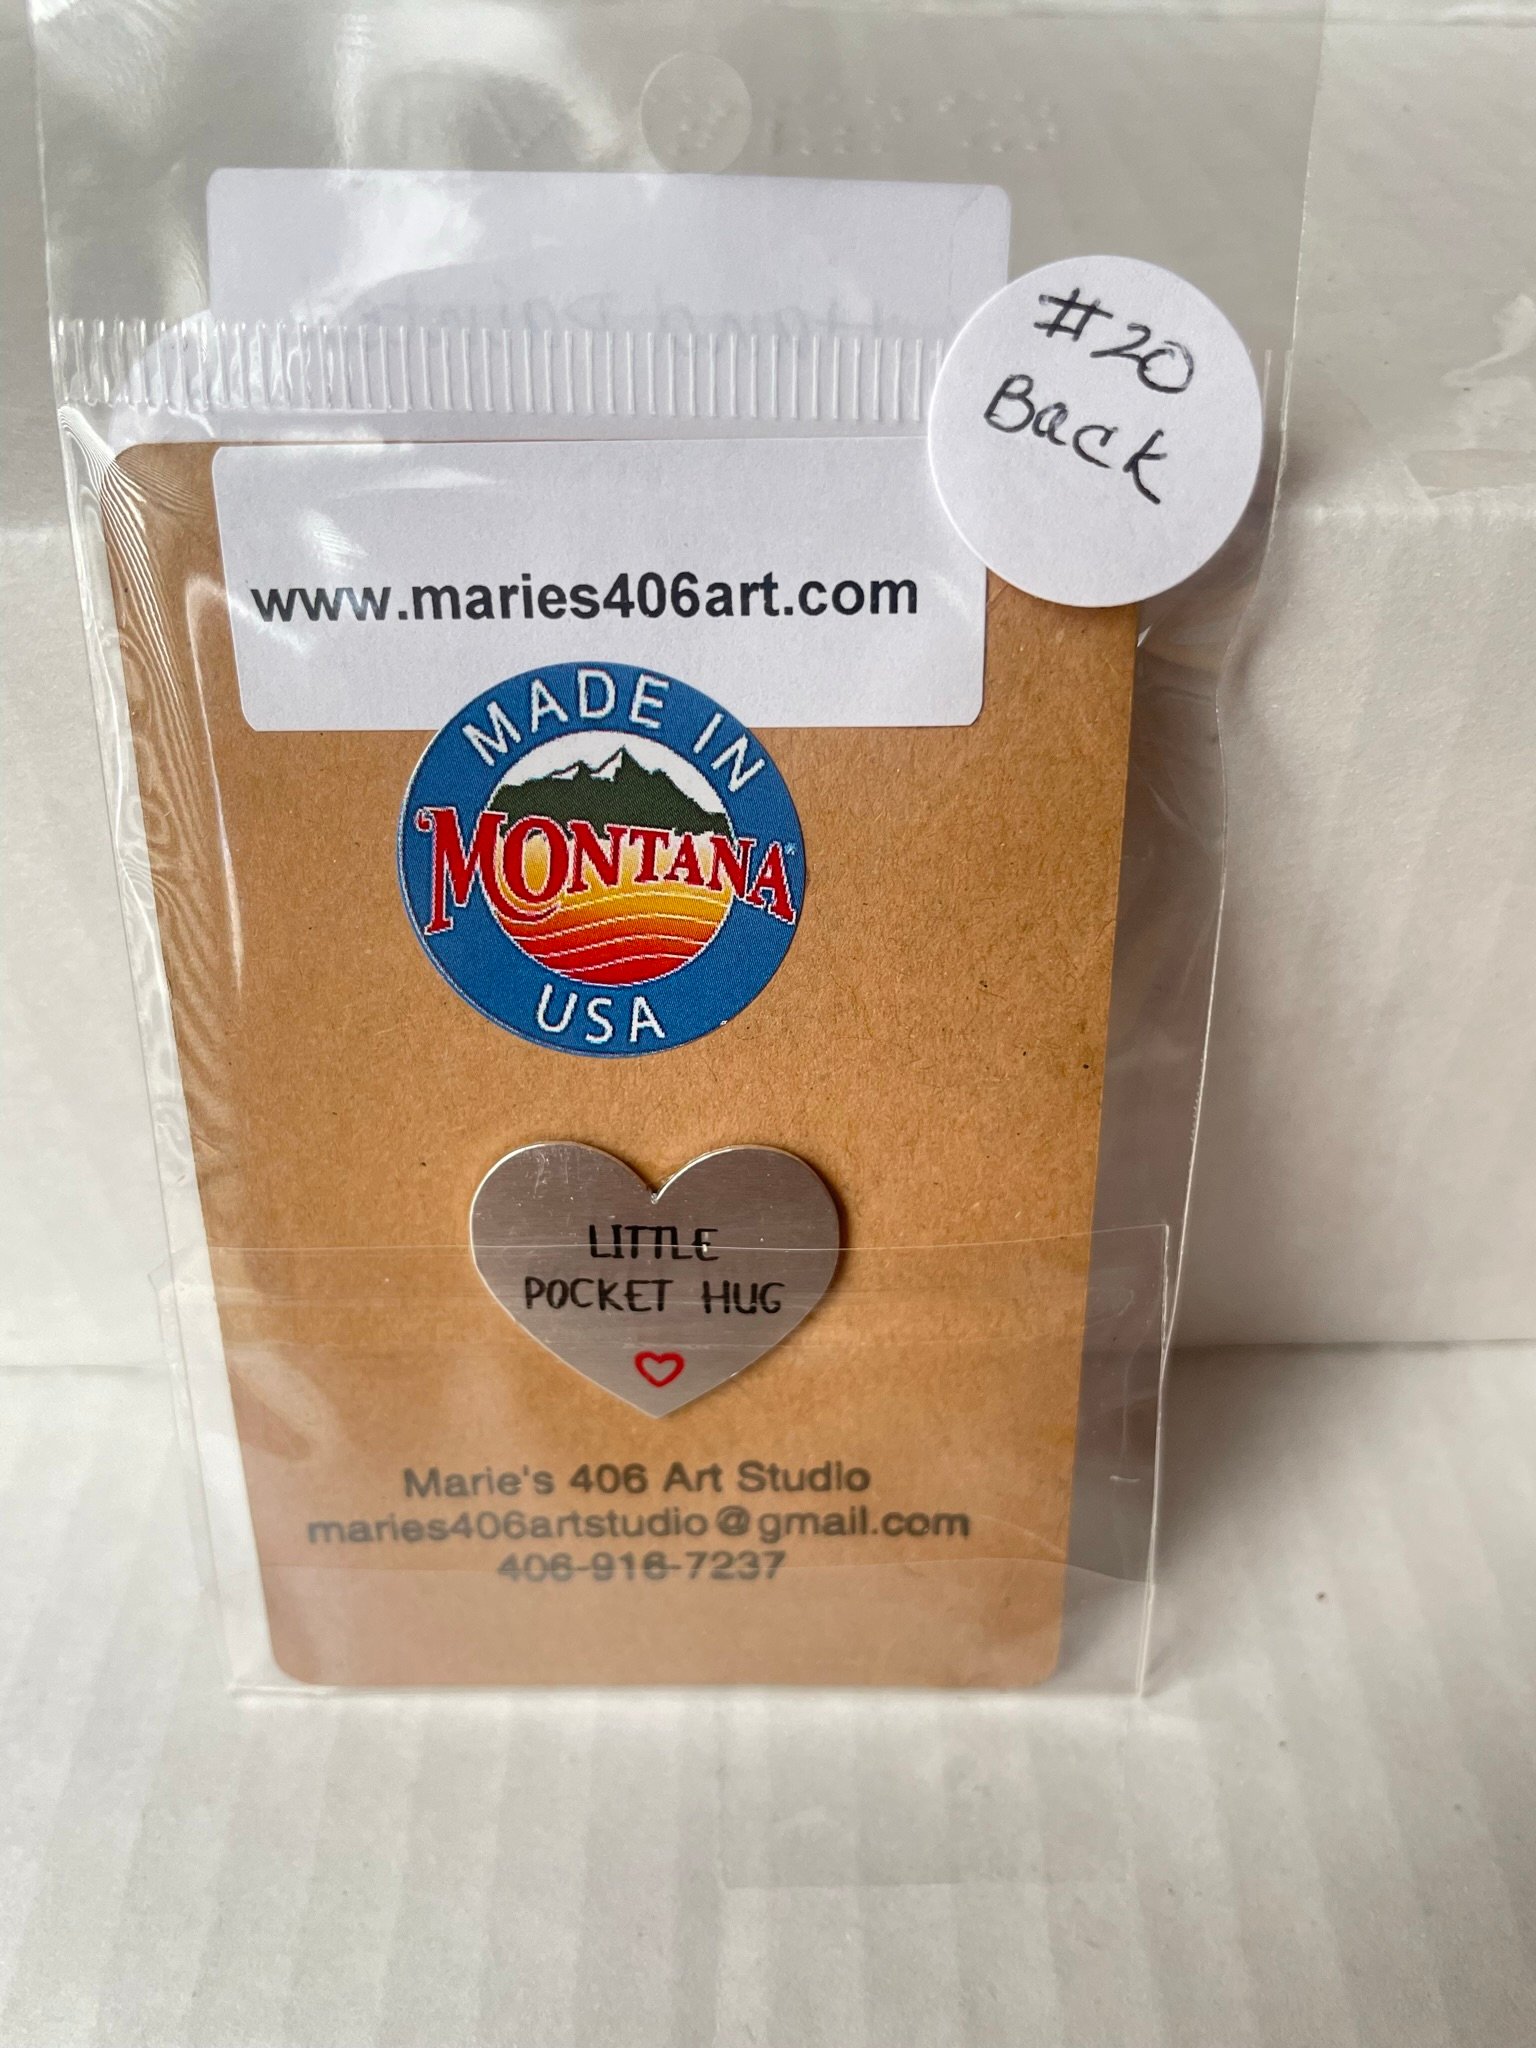 #20
Back
www.maries406art.com
MADE IN
MONTANA
USA
LITTLE
POCKET HUG
Marie's 406 Art Studio
maries406artstudio@gmail.com
406-916-7237